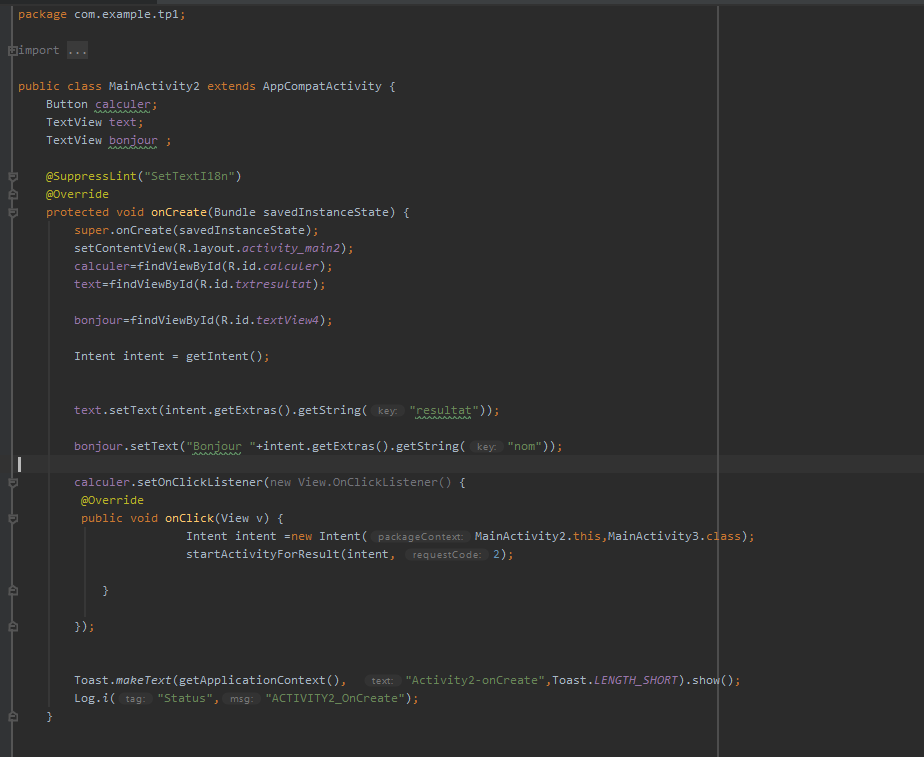 package com.example.tp1;
import ...
public class MainActivity2 extends AppCompatActivity {
Button calculer;
TextView text;
TextView bonjour ;
@SuppressLint("SetTextI18n")
@Override
protected void onCreate(Bundle savedInstanceState) {
super.onCreate(savedInstanceState);
setContentView(R.layout.activity_main2);
calculer=findViewById(R.id.calculer);
text=findViewById(R.id.txtresultat);
bonjour=findViewById(R.id.textView4);
Intent intent = getIntent();
text.setText(intent.getExtras().getString( key: "resultat"));
bonjour.setText("Bonjour "+intent.getExtras().getString( key: "nom"));
calculer.setOnClickListener(new View.OnClickListener() {
@Override
public void onClick(View v) {
Intent intent =new Intent( packageContext: MainActivity2.this,MainActivity3.class);
startActivityForResult(intent, requestCode: 2);
}
});
Toast.makeText(getApplicationContext(), text: "Activity2-onCreate",Toast.LENGTH_SHORT).show();
Log.i( tag: "Status", msg: "ACTIVITY2_OnCreate");
}